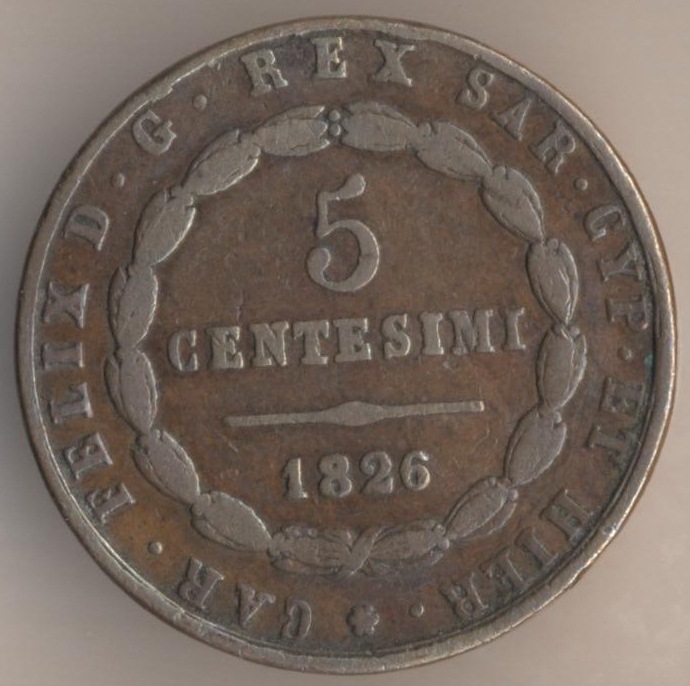 CAR · FELIX D · G · REX SAR · CYP · ET HIER ·
5
CENTESIMI
1826